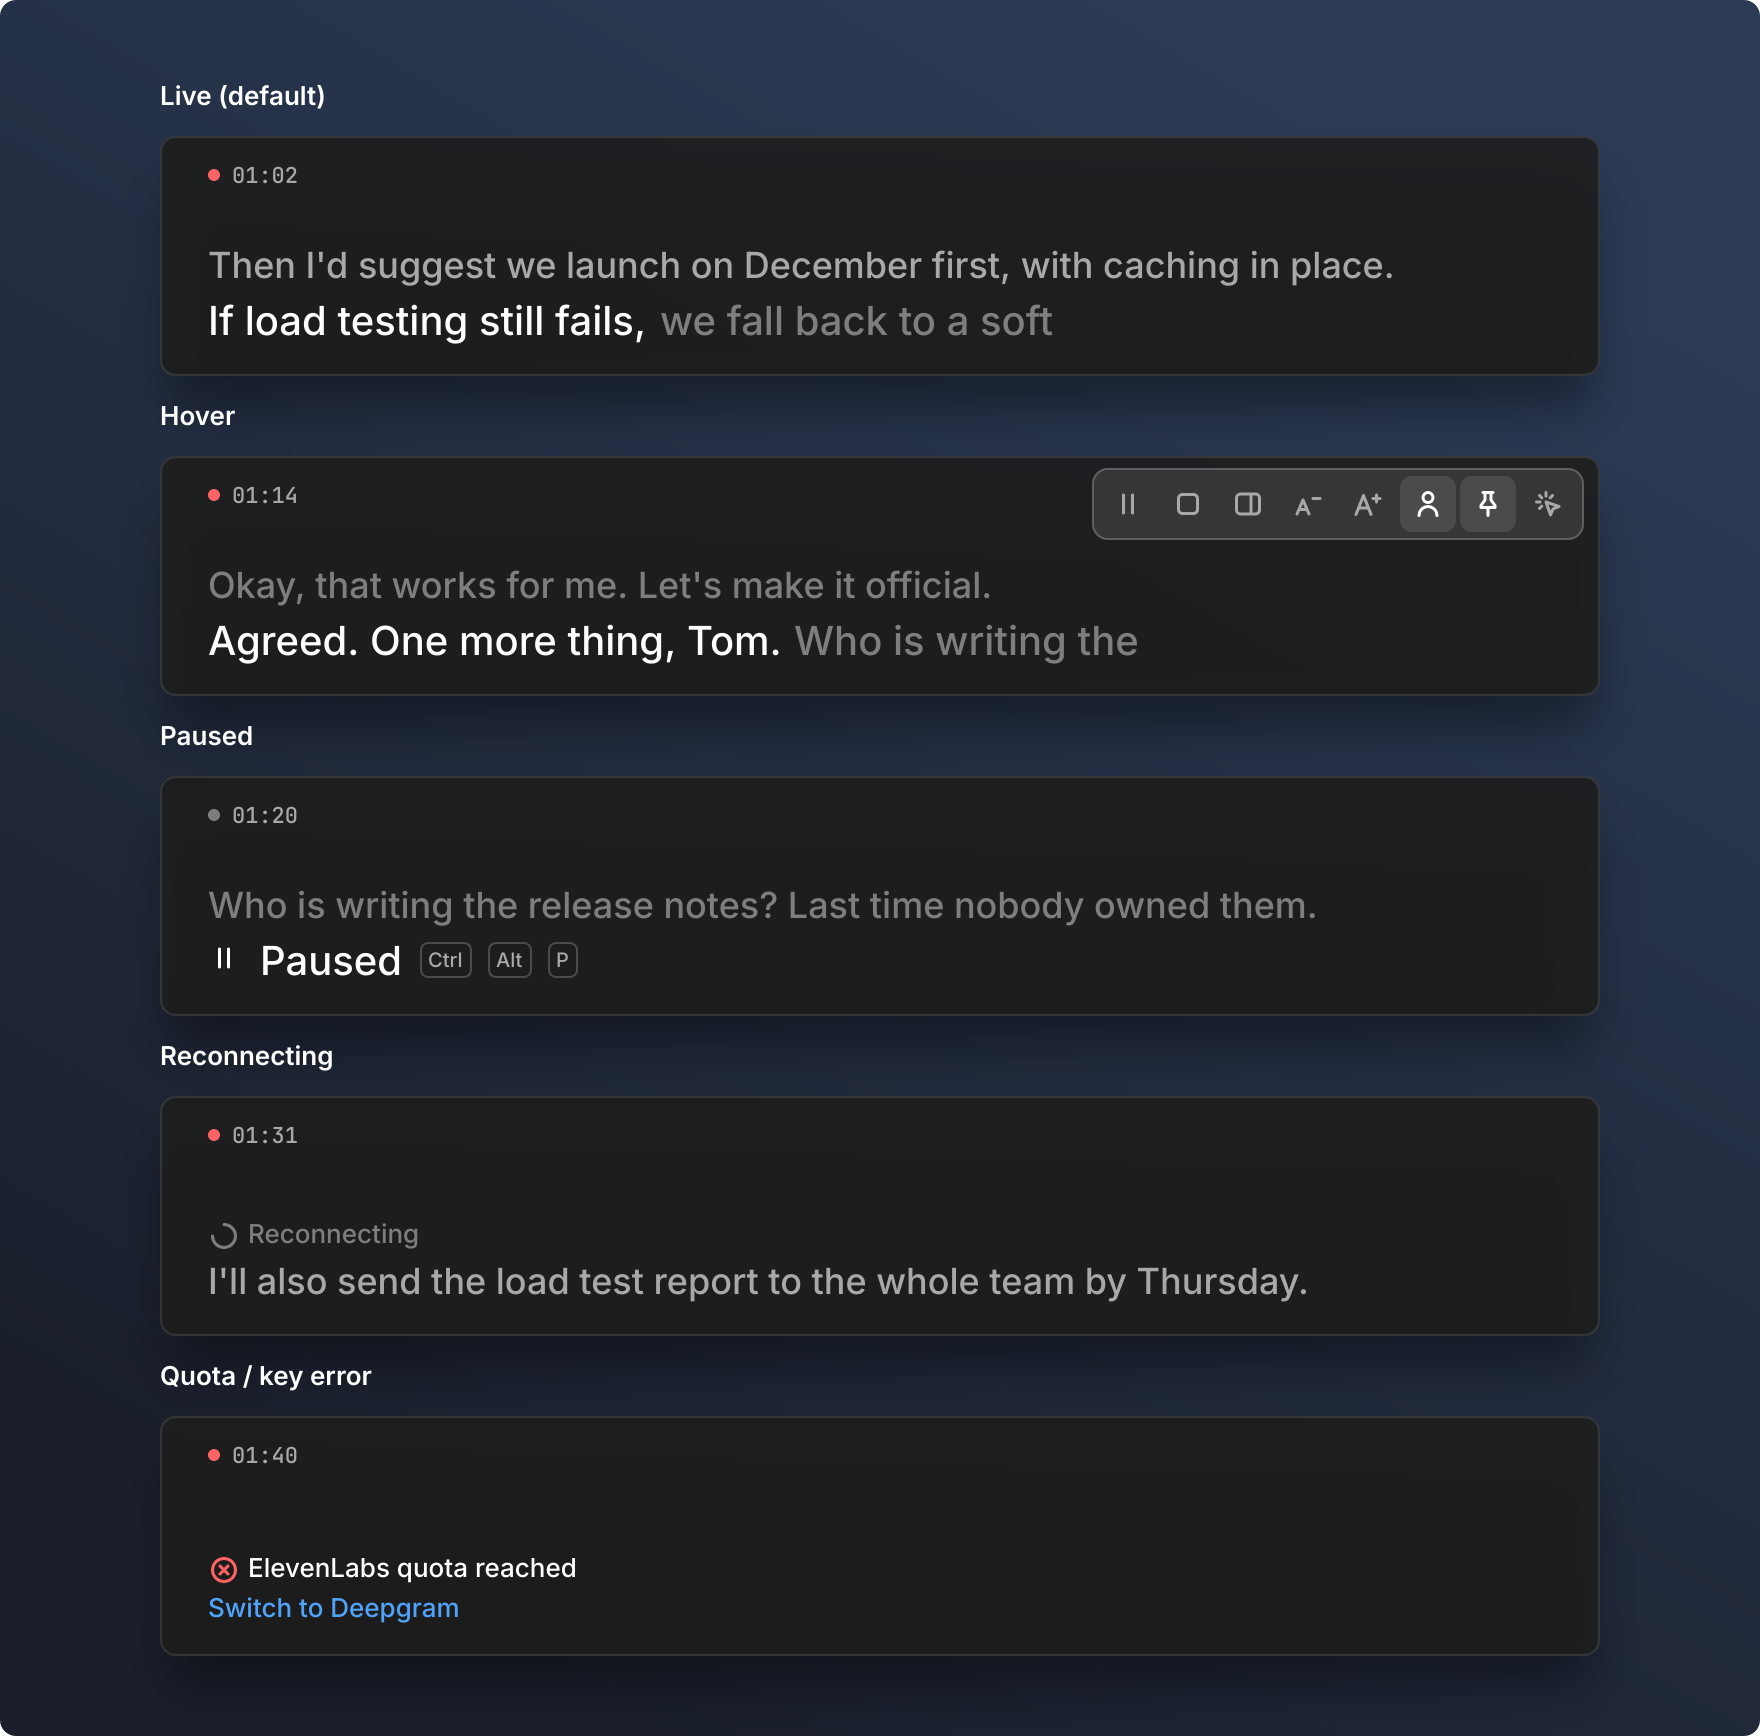 Live (default)
01:02
Then I'd suggest we launch on December first, with caching in place.
If load testing still fails, we fall back to a soft
Hover
01:14
A− A+
Okay, that works for me. Let's make it official.
Agreed. One more thing, Tom. Who is writing the
Paused
01:20
Who is writing the release notes? Last time nobody owned them.
Paused Ctrl Alt P
Reconnecting
01:31
Reconnecting
I'll also send the load test report to the whole team by Thursday.
Quota / key error
01:40
ElevenLabs quota reached
Switch to Deepgram